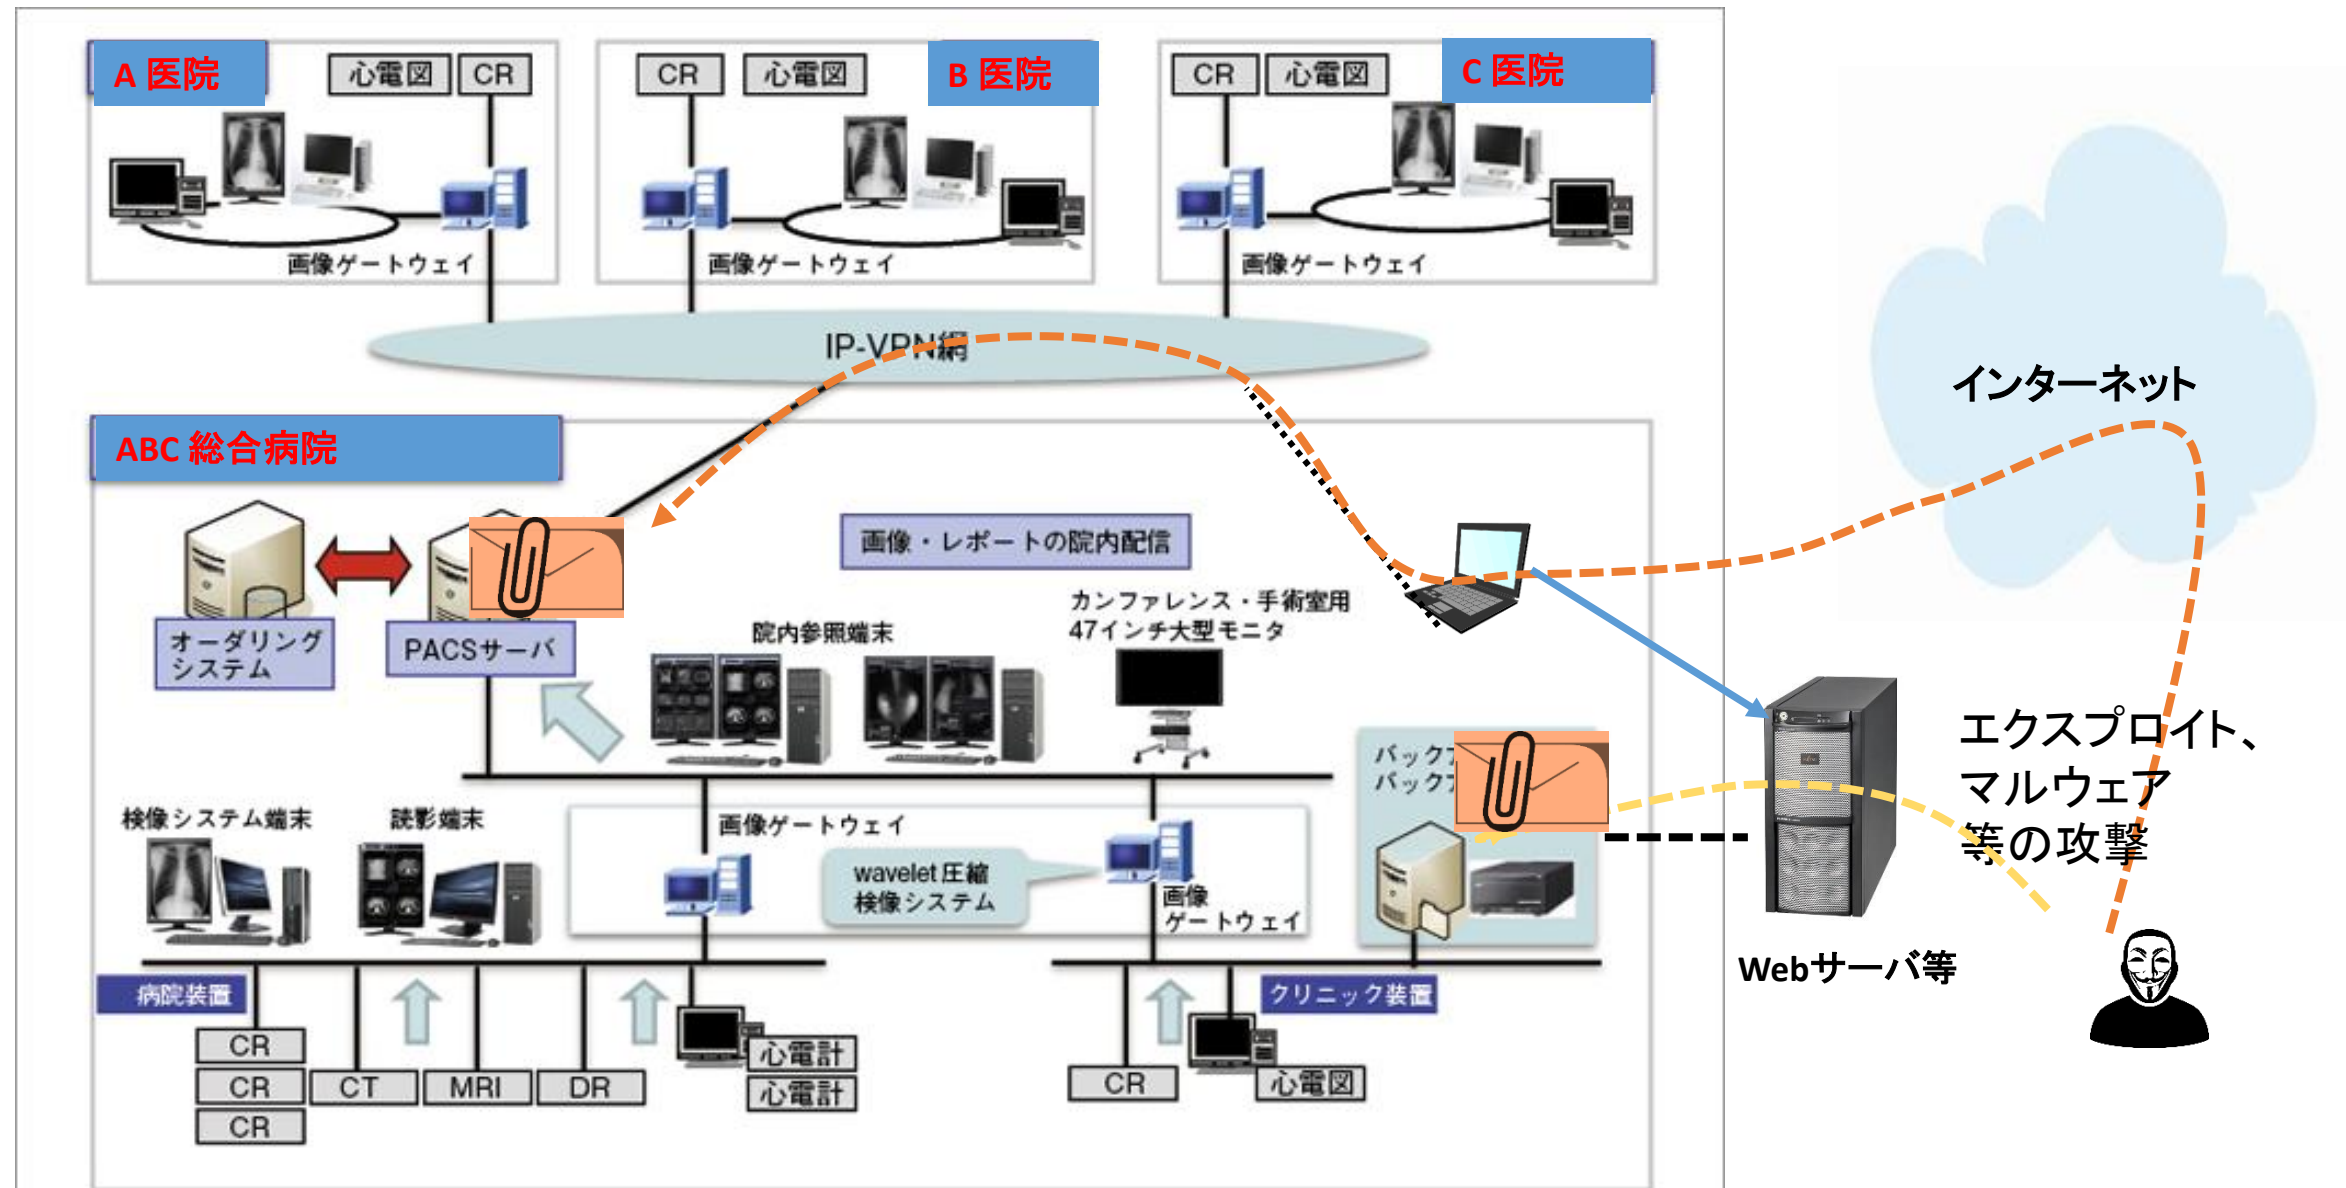 A 医院
心電図
CR
画像ゲートウェイ
CR
心電図
B 医院
画像ゲートウェイ
CR
心電図
C 医院
画像ゲートウェイ
IP-VPN網
インターネット
ABC 総合病院
画像・レポートの院内配信
オーダリング
システム
PACSサーバ
院内参照端末
カンファレンス・手術室用
47インチ大型モニタ
エクスプロイト、
マルウェア
等の攻撃
バック
バック
検像システム端末
読影端末
画像ゲートウェイ
wavelet 圧縮
検像システム
画像
ゲートウェイ
Webサーバ等
病院装置
クリニック装置
CR
CR
CR
CT
MRI
DR
心電計
心電計
CR
心電図